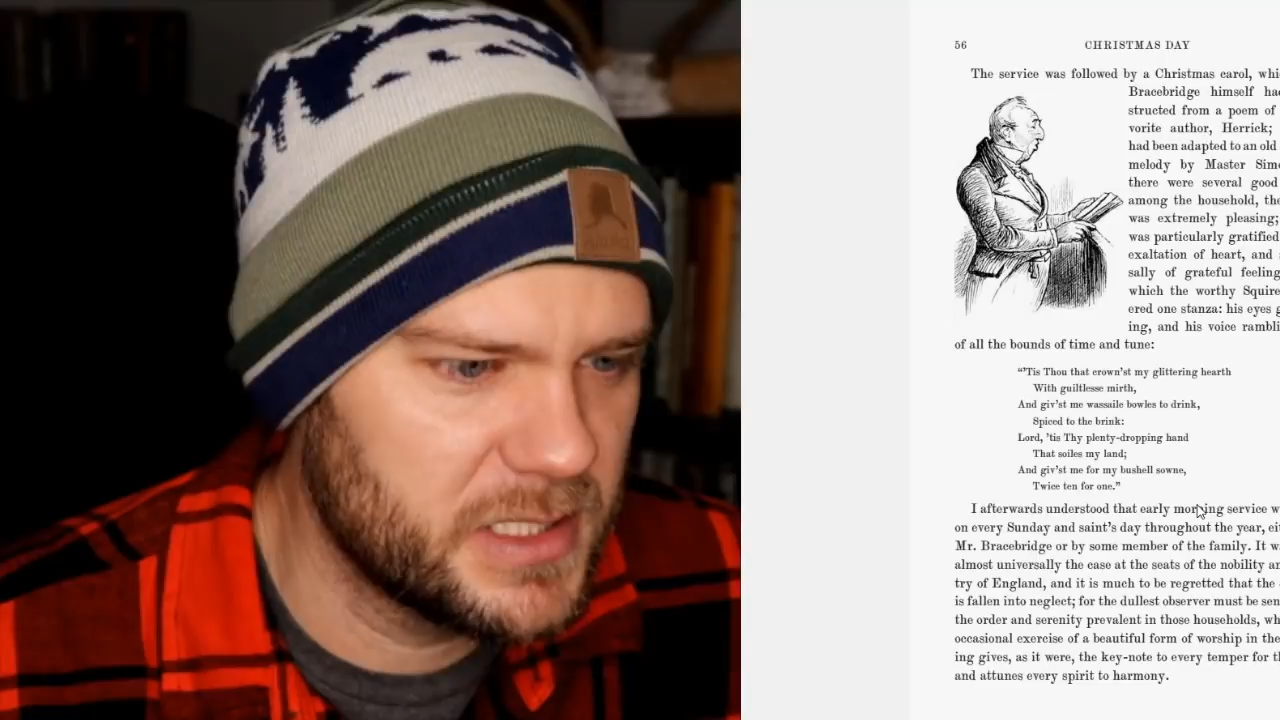 56
CHRISTMAS DAY
The service was followed by a Christmas carol, whi
Bracebridge himself had
structed from a poem of
vorite author, Herrick;
had been adapted to an old
melody by Master Simo
there were several good
among the household, the
was extremely pleasing;
was particularly gratified
exaltation of heart, and
sally of grateful feeling
which the worthy Squire
ered one stanza: his eyes g
ing, and his voice rambli
of all the bounds of time and tune:
“’Tis Thou that crown’st my glittering hearth
With guiltlesse mirth,
And giv’st me wassaile bowles to drink,
Spiced to the brink:
Lord, ’tis Thy plenty-dropping hand
That soiles my land;
And giv’st me for my bushell sowne,
Twice ten for one.”
I afterwards understood that early morning service w
on every Sunday and saint’s day throughout the year, ei
Mr. Bracebridge or by some member of the family. It wa
almost universally the case at the seats of the nobility an
try of England, and it is much to be regretted that the
is fallen into neglect; for the dullest observer must be sen
the order and serenity prevalent in those households, wh
occasional exercise of a beautiful form of worship in the
ing gives, as it were, the key-note to every temper for th
and attunes every spirit to harmony.